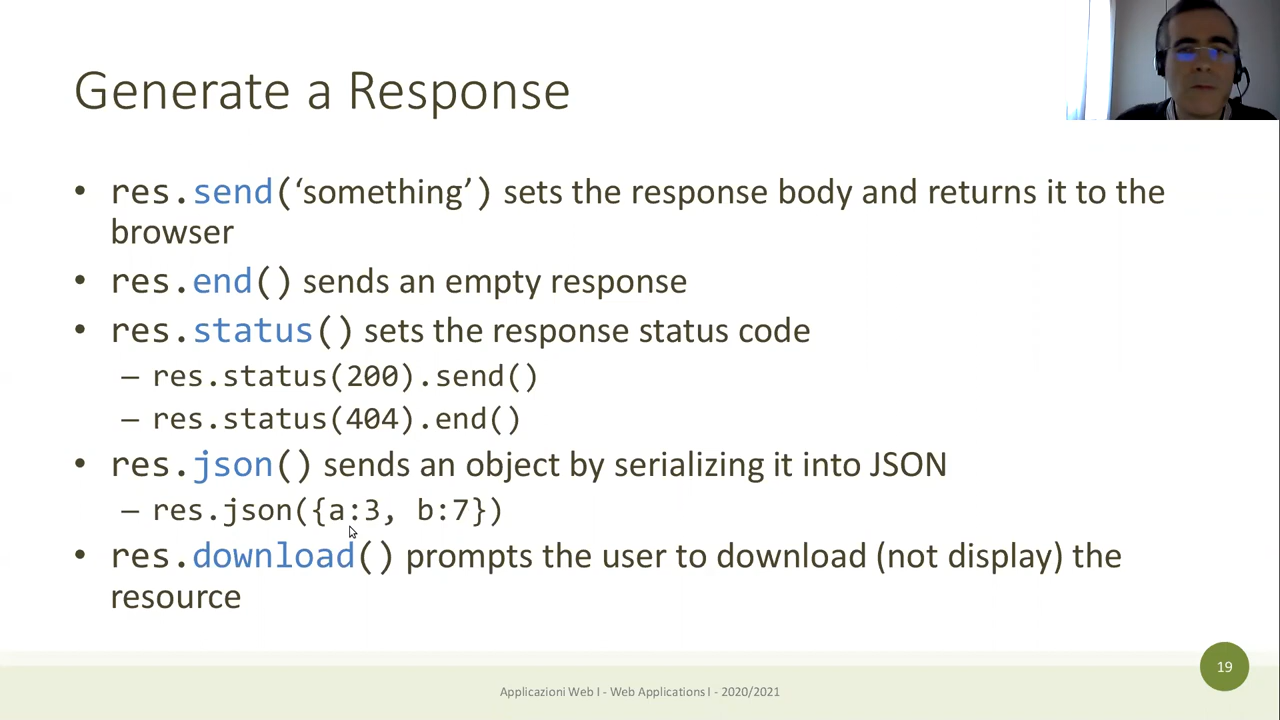 Generate a Response
• res.send(‘something’) sets the response body and returns it to the
browser
• res.end() sends an empty response
• res.status() sets the response status code
– res.status(200).send()
– res.status(404).end()
• res.json() sends an object by serializing it into JSON
– res.json({a:3, b:7})
• res.download() prompts the user to download (not display) the
resource
19
Applicazioni Web I - Web Applications I - 2020/2021